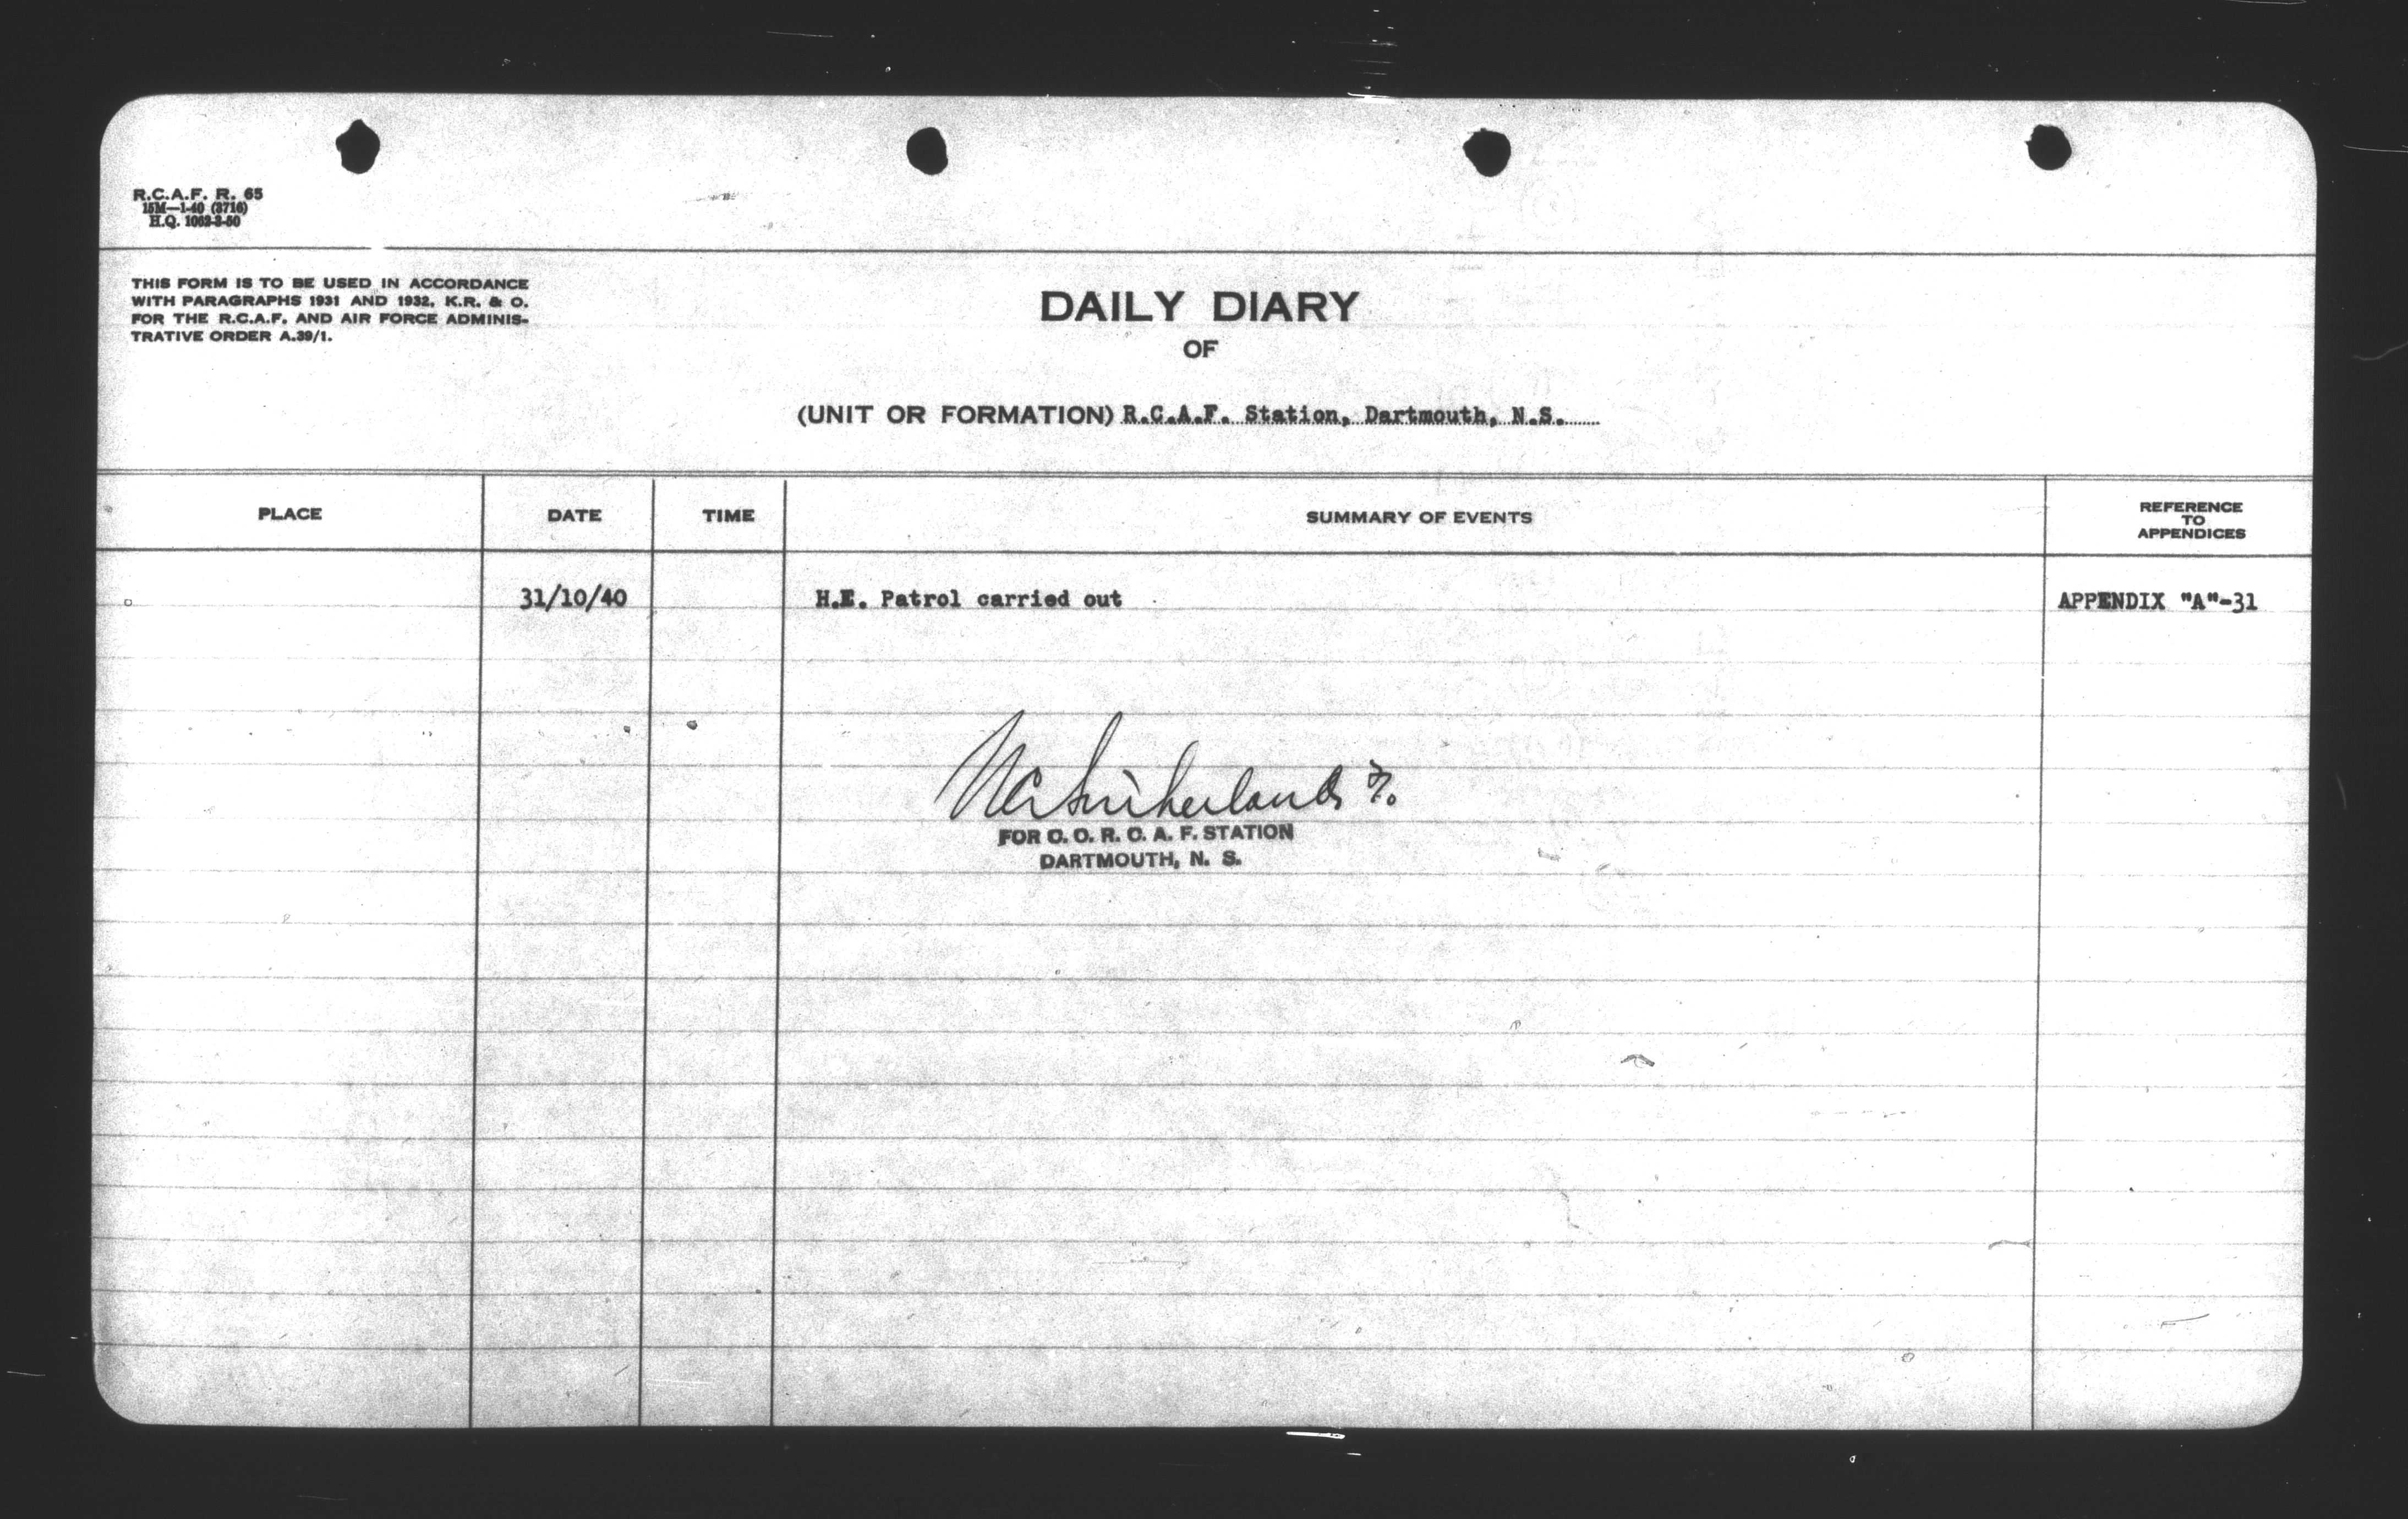 R.C.A.F. R. 65
15M—1-40 (3716)
H.Q. 1062-3-50
THIS FORM IS TO BE USED IN ACCORDANCE
WITH PARAGRAPHS 1931 AND 1932, K.R. & O.
FOR THE R.C.A.F. AND AIR FORCE ADMINIS-
TRATIVE ORDER A.39/1.
DAILY DIARY
OF
(UNIT OR FORMATION) R.C.A.F. Station, Dartmouth, N.S.
PLACE DATE TIME SUMMARY OF EVENTS REFERENCE TO APPENDICES
31/10/40 H.E. Patrol carried out APPENDIX "A"-31
FOR C. O. R. C. A. F. STATION
DARTMOUTH, N. S.